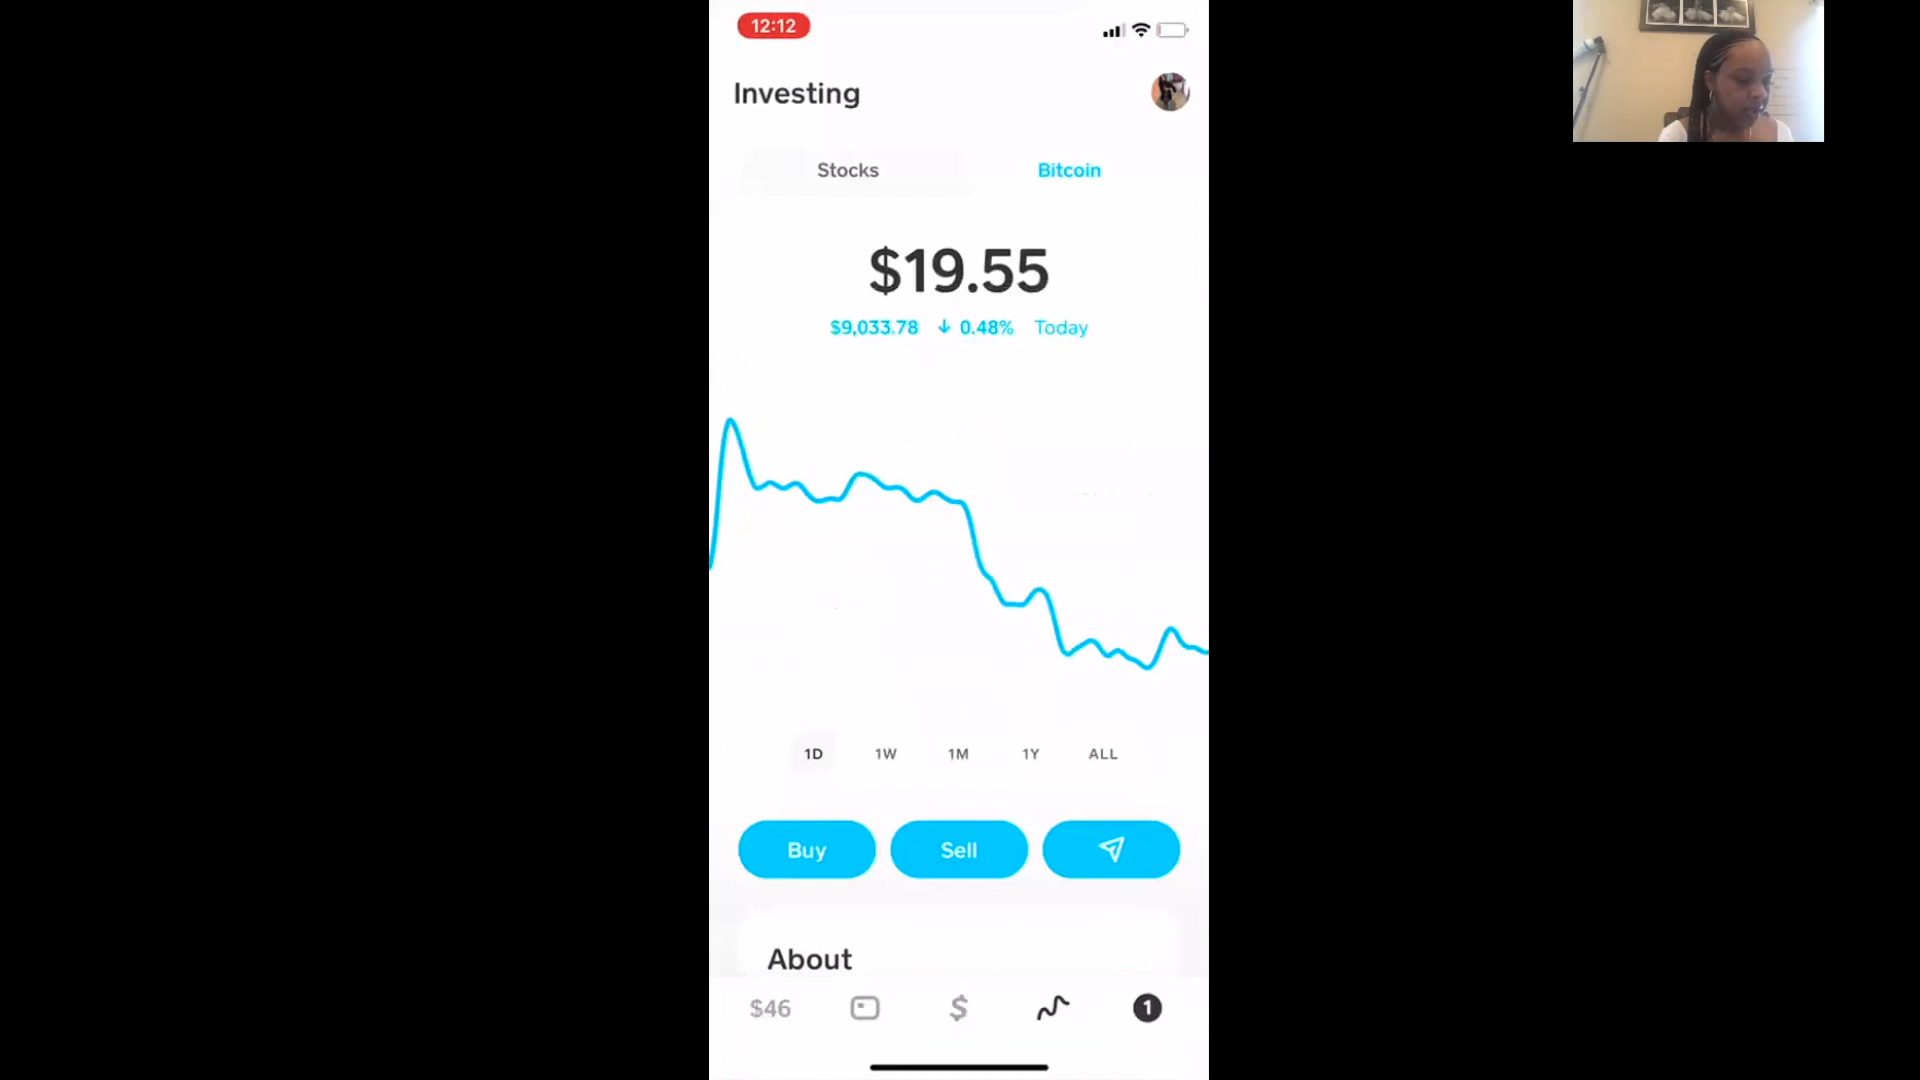 12:12
Investing
Stocks Bitcoin
$19.55
$9,033.78 ↓ 0.48% Today
1D 1W 1M 1Y ALL
Buy Sell
About
$46 $ 1